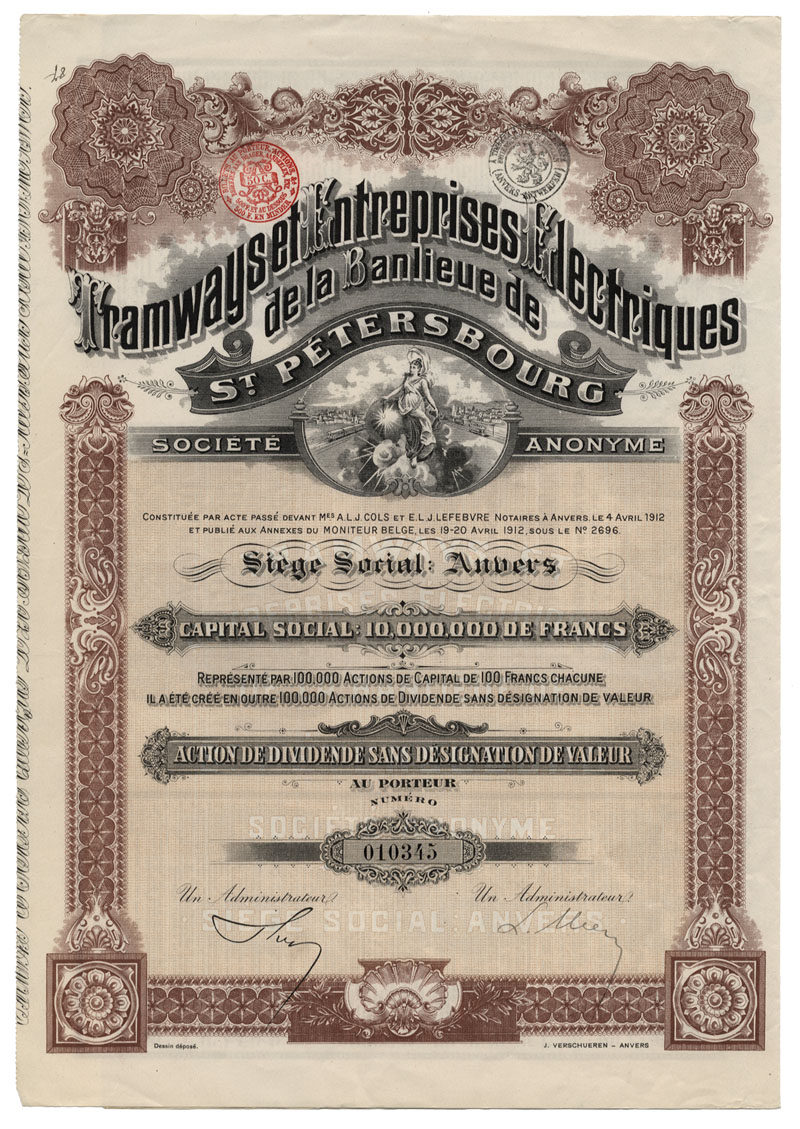 Tramways et Entreprises Electriques
de la Banlieue de
ST PÉTERSBOURG
SOCIÉTÉ ANONYME
CONSTITUÉE PAR ACTE PASSÉ DEVANT MES A.L.J. COLS ET E.L.J. LEFEBVRE NOTAIRES À ANVERS, LE 4 AVRIL 1912
ET PUBLIÉ AUX ANNEXES DU MONITEUR BELGE, LES 19-20 AVRIL 1912, SOUS LE NO 2696.
Siège Social: Anvers
CAPITAL SOCIAL: 10,000,000 DE FRANCS
REPRÉSENTÉ PAR 100,000 ACTIONS DE CAPITAL DE 100 FRANCS CHACUNE
IL A ÉTÉ CRÉÉ EN OUTRE 100,000 ACTIONS DE DIVIDENDE SANS DÉSIGNATION DE VALEUR
ACTION DE DIVIDENDE SANS DÉSIGNATION DE VALEUR
AU PORTEUR
NUMÉRO
SOCIÉTÉ ANONYME
010345
Un Administrateur Un Administrateur
SIÈGE SOCIAL: ANVERS
Dessin déposé. J. VERSCHUEREN - ANVERS